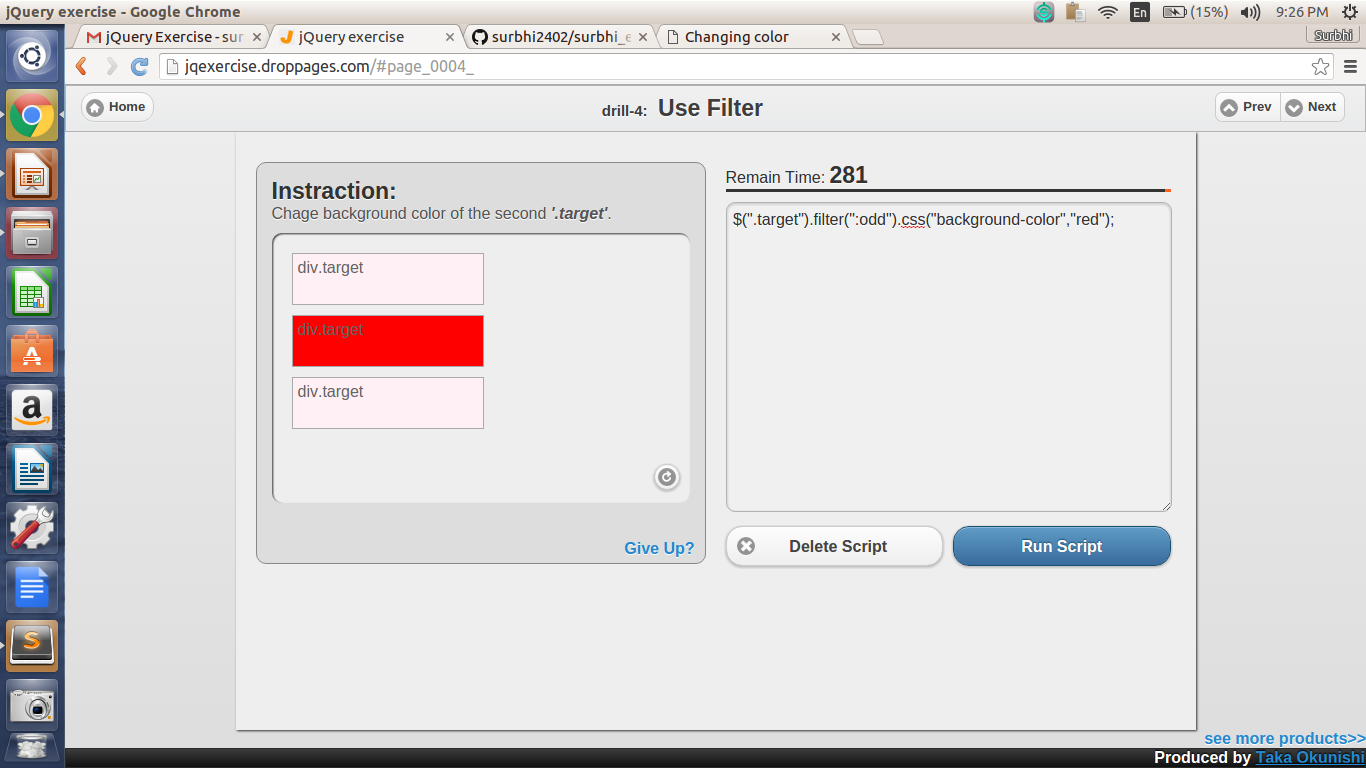 jQuery exercise - Google Chrome
En (15%) 9:26 PM
jQuery Exercise - sur
jQuery exercise
surbhi2402/surbhi_e
Changing color
Surbhi
jqexercise.droppages.com/#page_0004_
Home
drill-4: Use Filter
Prev
Next
Instraction:
Chage background color of the second '.target'.
div.target
div.target
div.target
Give Up?
Remain Time: 281
$(".target").filter(":odd").css("background-color","red");
Delete Script
Run Script
see more products>>
Produced by Taka Okunishi